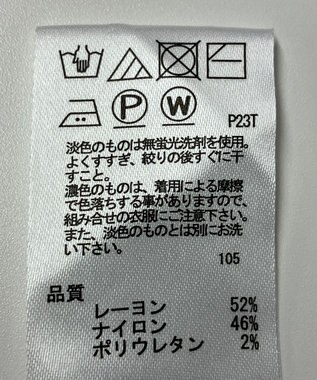 P W
P23T
淡色のものは無蛍光洗剤を使用。
よくすすぎ、絞りの後すぐに干
すこと。
濃色のものは、着用による摩擦
で色落ちする事がありますので、
組み合せの衣服にご注意下さい。
また、淡色のものとは別にお洗
い下さい。
105
品質
レーヨン 52%
ナイロン 46%
ポリウレタン 2%